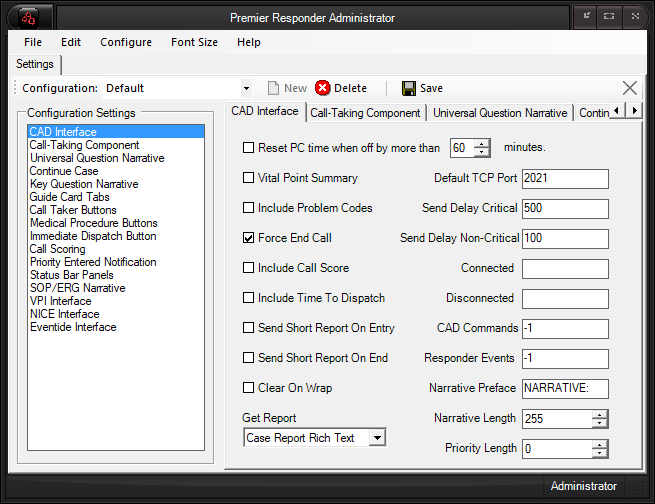 Premier Responder Administrator
File Edit Configure Font Size Help
Settings
Configuration: Default New Delete Save
Configuration Settings
CAD Interface
Call-Taking Component
Universal Question Narrative
Continue Case
Key Question Narrative
Guide Card Tabs
Call Taker Buttons
Medical Procedure Buttons
Immediate Dispatch Button
Call Scoring
Priority Entered Notification
Status Bar Panels
SOP/ERG Narrative
VPI Interface
NICE Interface
Eventide Interface
CAD Interface Call-Taking Component Universal Question Narrative Contin
Reset PC time when off by more than 60 minutes.
Vital Point Summary Default TCP Port 2021
Include Problem Codes Send Delay Critical 500
Force End Call Send Delay Non-Critical 100
Include Call Score Connected
Include Time To Dispatch Disconnected
Send Short Report On Entry CAD Commands -1
Send Short Report On End Responder Events -1
Clear On Wrap Narrative Preface NARRATIVE:
Get Report Narrative Length 255
Case Report Rich Text Priority Length 0
Administrator